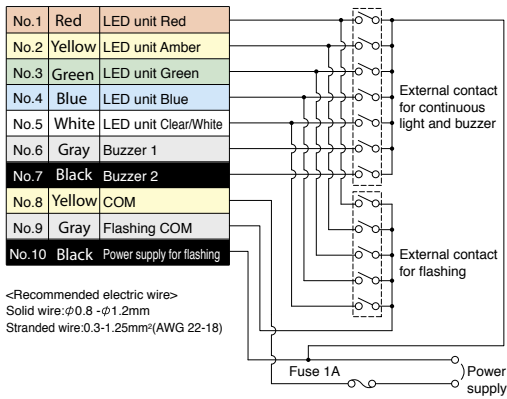 No.1 Red LED unit Red
No.2 Yellow LED unit Amber
No.3 Green LED unit Green
No.4 Blue LED unit Blue
No.5 White LED unit Clear/White
No.6 Gray Buzzer 1
No.7 Black Buzzer 2
No.8 Yellow COM
No.9 Gray Flashing COM
No.10 Black Power supply for flashing
External contact
for continuous
light and buzzer
External contact
for flashing
<Recommended electric wire>
Solid wire:φ0.8 -φ1.2mm
Stranded wire:0.3-1.25mm²(AWG 22-18)
Fuse 1A
Power
supply